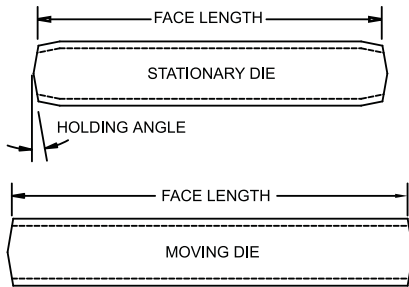 FACE LENGTH
STATIONARY DIE
HOLDING ANGLE
FACE LENGTH
MOVING DIE